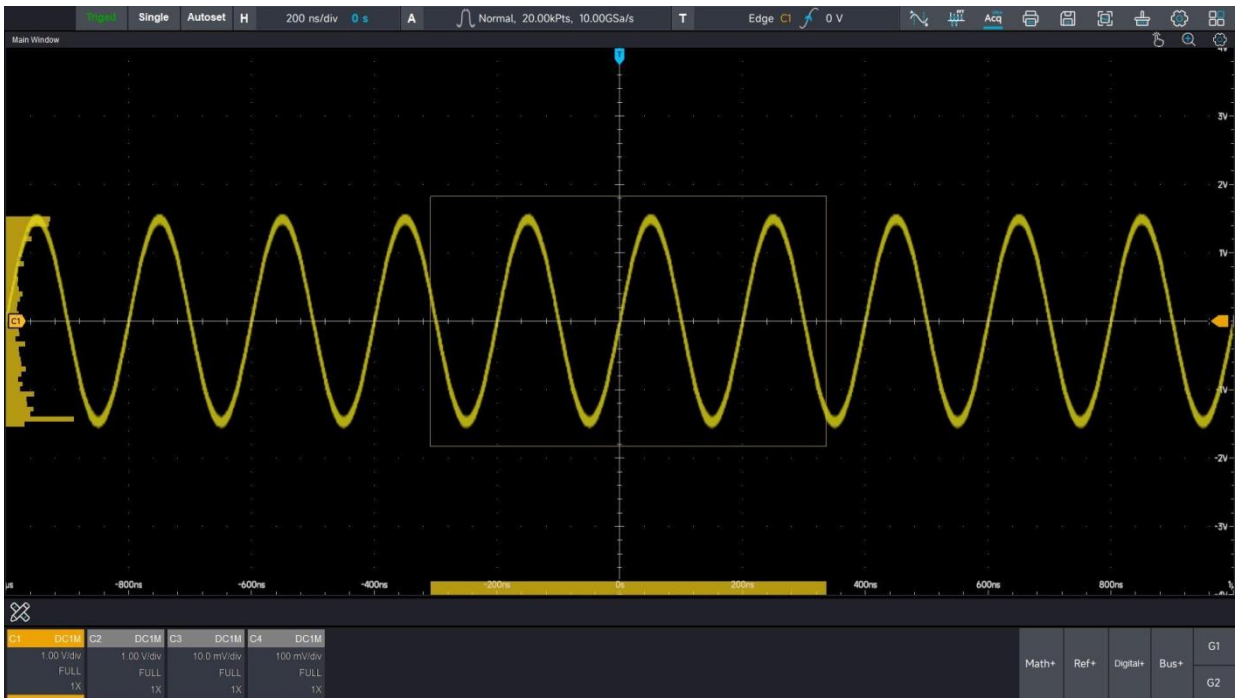 Triged Single Autoset H 200 ns/div 0 s A Normal, 20.00kPts, 10.00GSa/s T Edge C1 0 V Acq
Main Window
3V
2V
1V
C1
-1V
-2V
-3V
-800ns -600ns -400ns -200ns 0s 200ns 400ns 600ns 800ns
C1 DC1M C2 DC1M C3 DC1M C4 DC1M
1.00 V/div 1.00 V/div 10.0 mV/div 100 mV/div
FULL FULL FULL FULL
1X 1X 1X 1X
Math+ Ref+ Digital+ Bus+ G1
G2